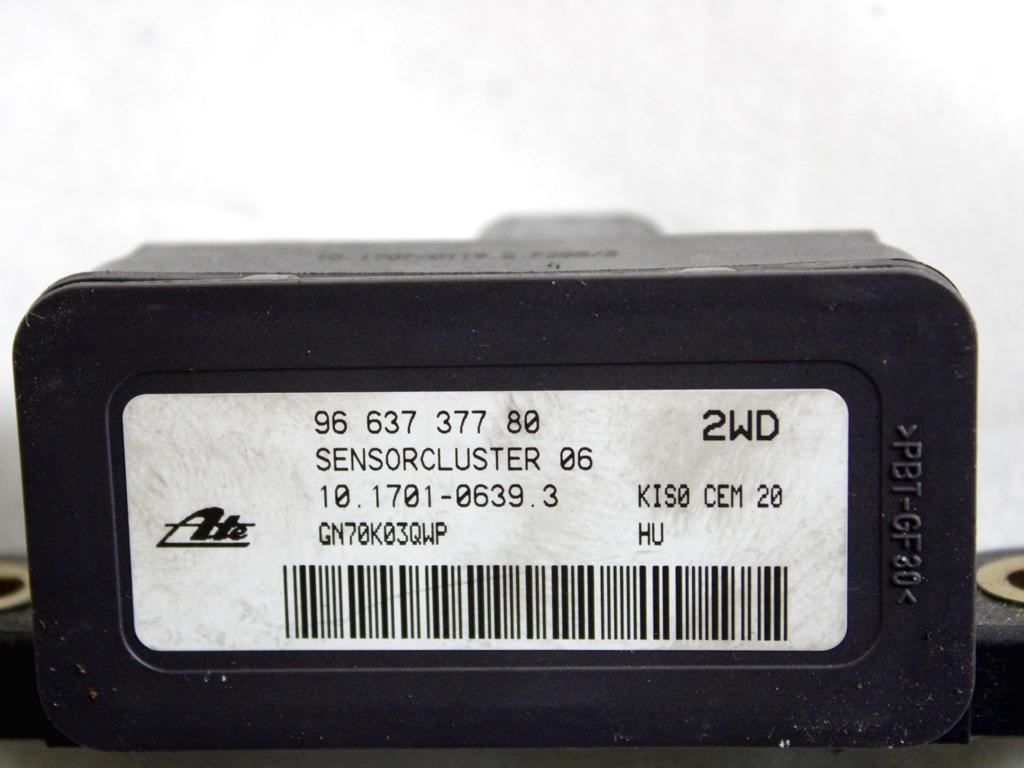 96 637 377 80 2WD
SENSORCLUSTER 06
10.1701-0639.3 KIS0 CEM 20
Ate GN70K03QWP HU
>PBT-GF30<